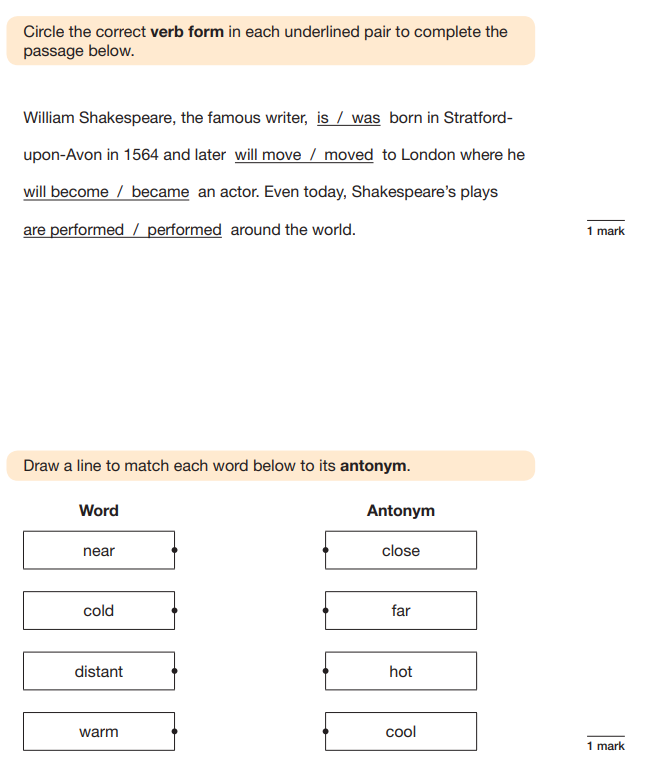 Circle the correct verb form in each underlined pair to complete the
passage below.
William Shakespeare, the famous writer, is / was born in Stratford-
upon-Avon in 1564 and later will move / moved to London where he
will become / became an actor. Even today, Shakespeare’s plays
are performed / performed around the world.
1 mark
Draw a line to match each word below to its antonym.
Word Antonym
near close
cold far
distant hot
warm cool
1 mark